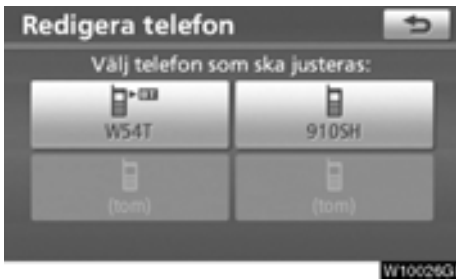 Redigera telefon
Välj telefon som ska justeras:
W54T
910SH
(tom)
(tom)
W10026G